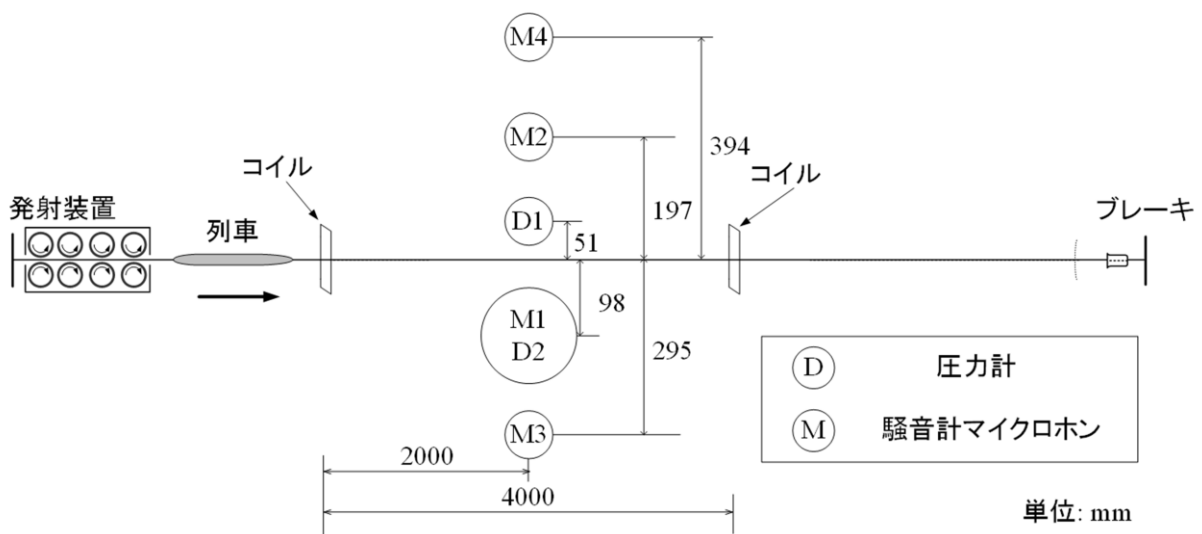 M4
M2
394
コイル
コイル
発射装置
列車
D1
197
51
ブレーキ
98
M1
D2
295
M3
D
圧力計
M
騒音計マイクロホン
2000
4000
単位: mm